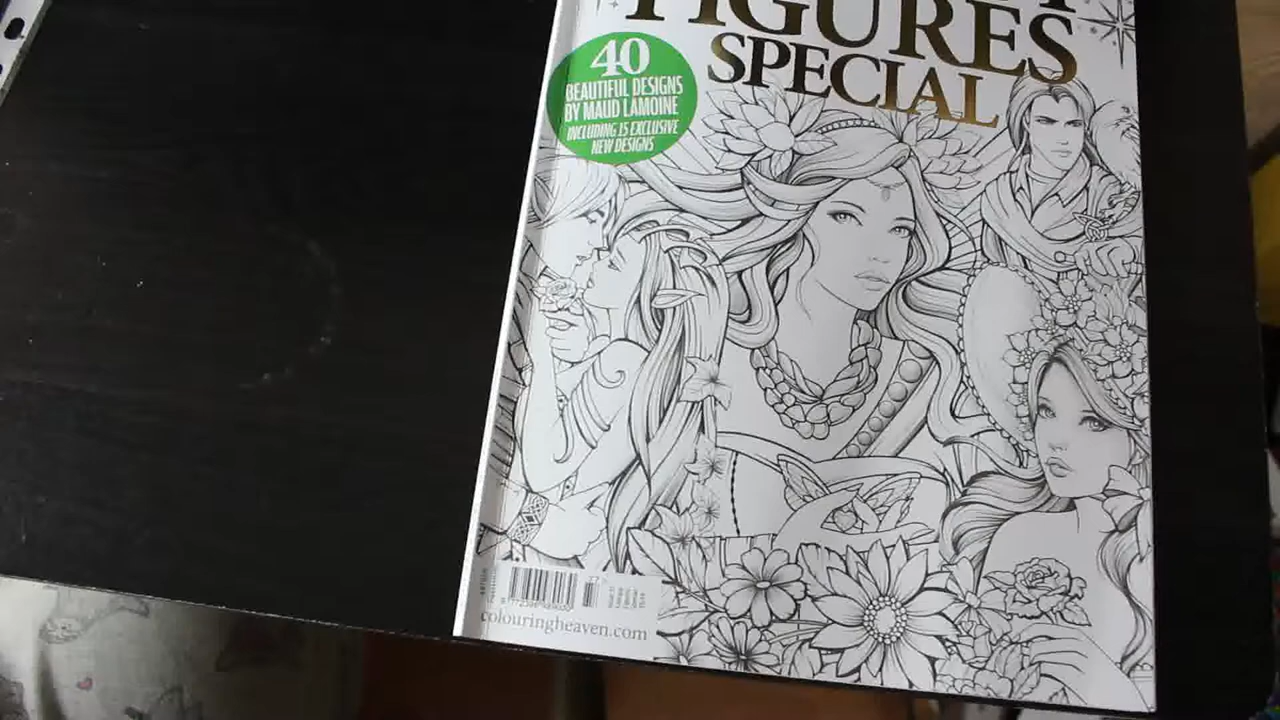 FIGURES
SPECIAL
40
BEAUTIFUL DESIGNS
BY MAUD LAMOINE
INCLUDING 15 EXCLUSIVE
NEW DESIGNS
colouringheaven.com